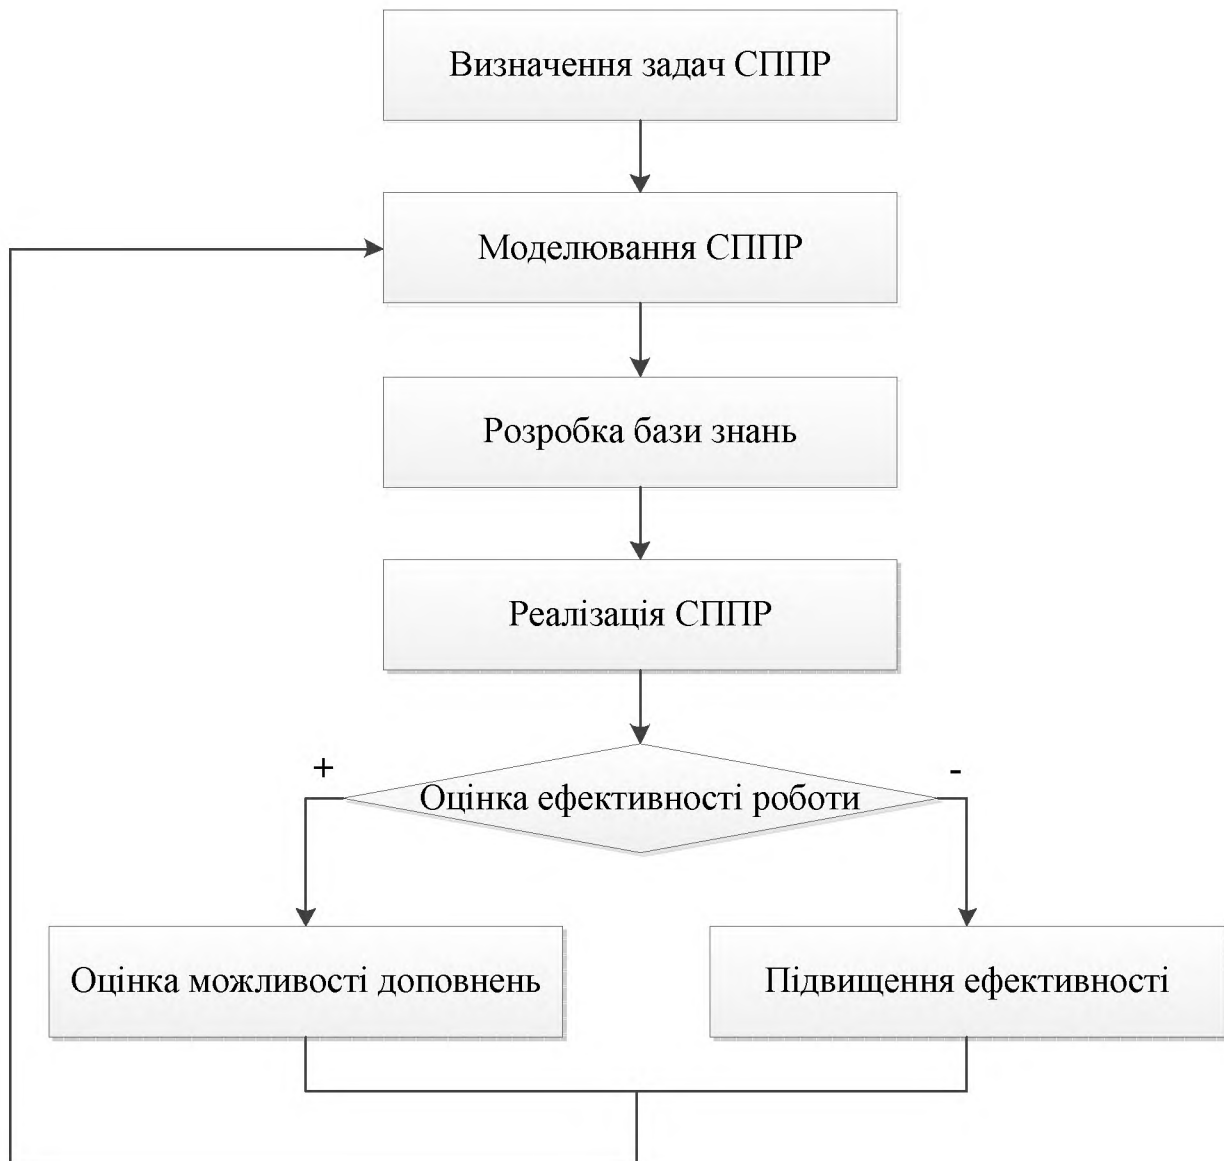 Визначення задач СППР
Моделювання СППР
Розробка бази знань
Реалізація СППР
+
-
Оцінка ефективності роботи
Оцінка можливості доповнень
Підвищення ефективності